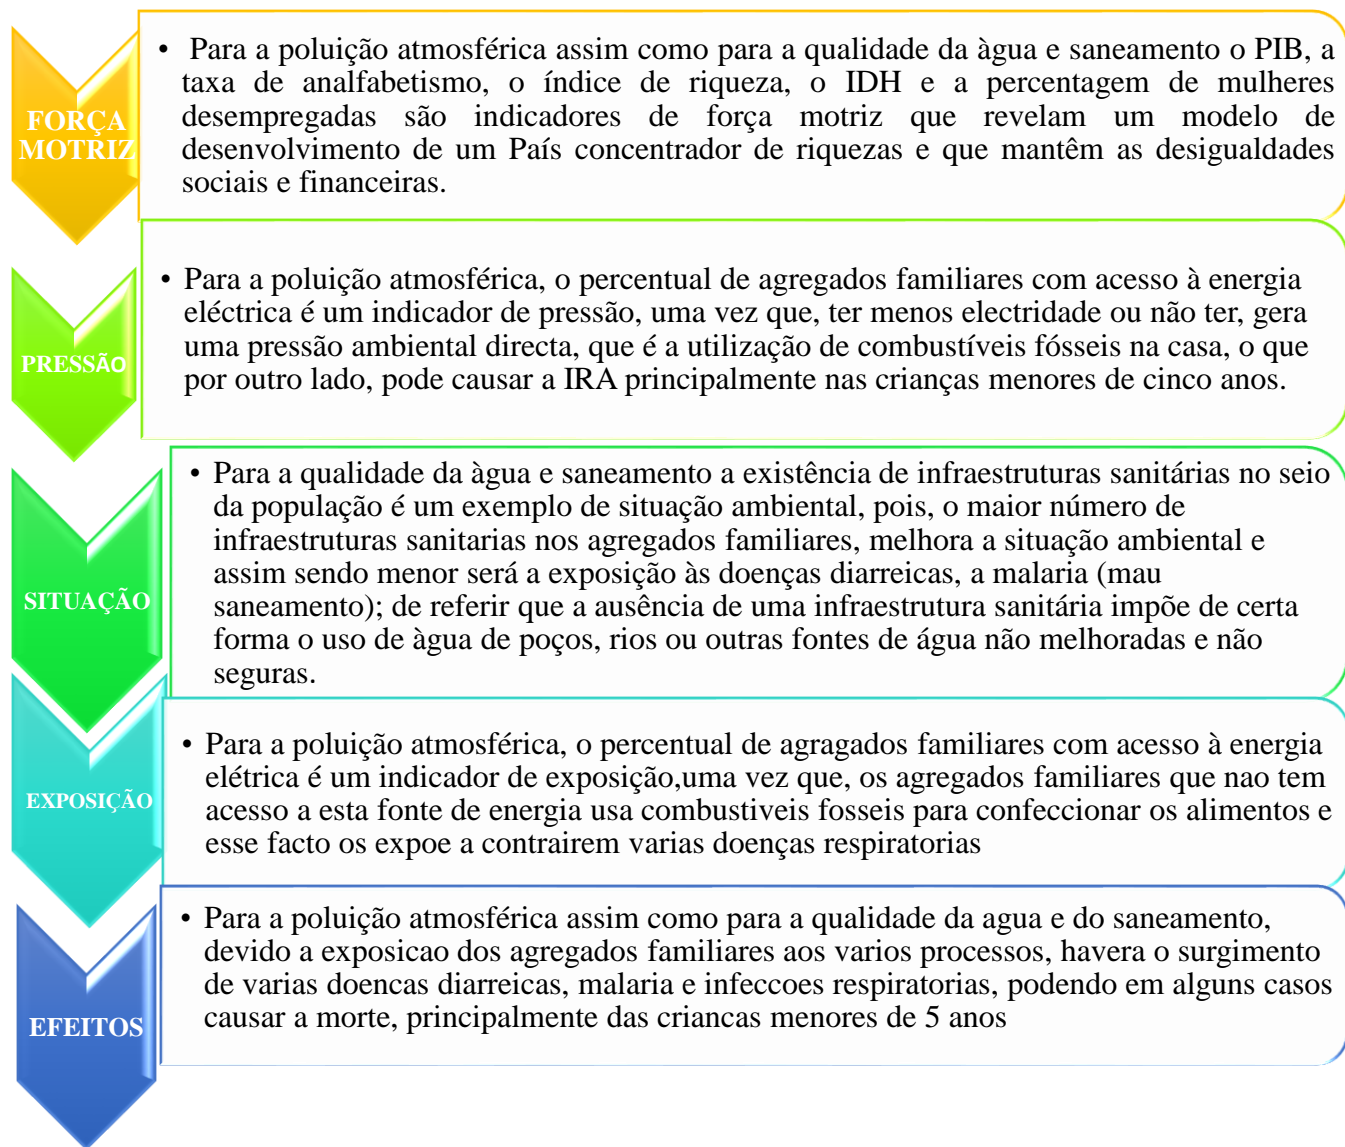 FORÇA
MOTRIZ
• Para a poluição atmosférica assim como para a qualidade da àgua e saneamento o PIB, a
taxa de analfabetismo, o índice de riqueza, o IDH e a percentagem de mulheres
desempregadas são indicadores de força motriz que revelam um modelo de
desenvolvimento de um País concentrador de riquezas e que mantêm as desigualdades
sociais e financeiras.
PRESSÃO
• Para a poluição atmosférica, o percentual de agregados familiares com acesso à energia
eléctrica é um indicador de pressão, uma vez que, ter menos electridade ou não ter, gera
uma pressão ambiental directa, que é a utilização de combustíveis fósseis na casa, o que
por outro lado, pode causar a IRA principalmente nas crianças menores de cinco anos.
SITUAÇÃO
• Para a qualidade da àgua e saneamento a existência de infraestruturas sanitárias no seio
da população é um exemplo de situação ambiental, pois, o maior número de
infraestruturas sanitarias nos agregados familiares, melhora a situação ambiental e
assim sendo menor será a exposição às doenças diarreicas, a malaria (mau
saneamento); de referir que a ausência de uma infraestrutura sanitária impõe de certa
forma o uso de àgua de poços, rios ou outras fontes de água não melhoradas e não
seguras.
EXPOSIÇÃO
• Para a poluição atmosférica, o percentual de agragados familiares com acesso à energia
elétrica é um indicador de exposição,uma vez que, os agregados familiares que nao tem
acesso a esta fonte de energia usa combustiveis fosseis para confeccionar os alimentos e
esse facto os expoe a contrairem varias doenças respiratorias
EFEITOS
• Para a poluição atmosférica assim como para a qualidade da agua e do saneamento,
devido a exposicao dos agregados familiares aos varios processos, havera o surgimento
de varias doencas diarreicas, malaria e infeccoes respiratorias, podendo em alguns casos
causar a morte, principalmente das criancas menores de 5 anos